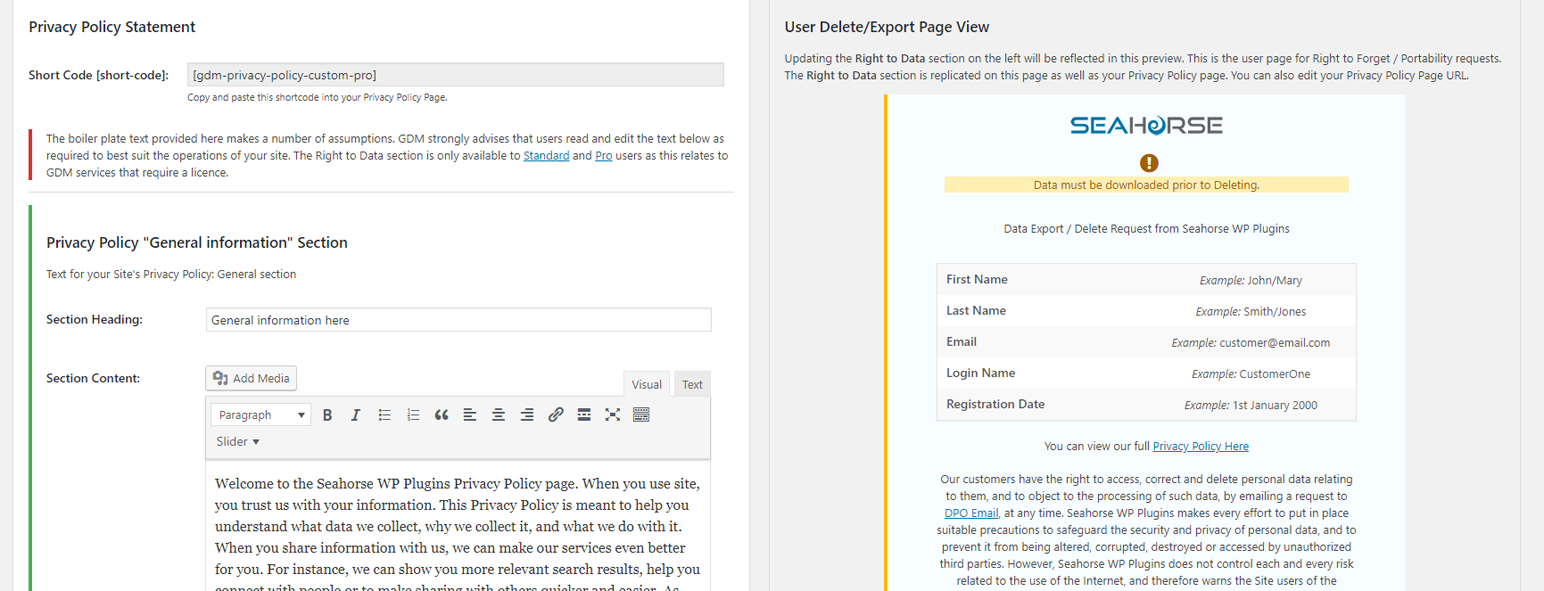 Privacy Policy Statement
Short Code [short-code]:
[gdm-privacy-policy-custom-pro]
Copy and paste this shortcode into your Privacy Policy Page.
The boiler plate text provided here makes a number of assumptions. GDM strongly advises that users read and edit the text below as
required to best suit the operations of your site. The Right to Data section is only available to Standard and Pro users as this relates to
GDM services that require a licence.
Privacy Policy "General information" Section
Text for your Site's Privacy Policy: General section
Section Heading:
General information here
Section Content:
Add Media
Visual
Text
Paragraph
Slider
Welcome to the Seahorse WP Plugins Privacy Policy page. When you use site,
you trust us with your information. This Privacy Policy is meant to help you
understand what data we collect, why we collect it, and what we do with it.
When you share information with us, we can make our services even better
for you. For instance, we can show you more relevant search results, help you
connect with people or to make sharing with others quicker and easier. As
User Delete/Export Page View
Updating the Right to Data section on the left will be reflected in this preview. This is the user page for Right to Forget / Portability requests.
The Right to Data section is replicated on this page as well as your Privacy Policy page. You can also edit your Privacy Policy Page URL.
SEAHORSE
Data must be downloaded prior to Deleting.
Data Export / Delete Request from Seahorse WP Plugins
First Name Example: John/Mary
Last Name Example: Smith/Jones
Email Example: customer@email.com
Login Name Example: CustomerOne
Registration Date Example: 1st January 2000
You can view our full Privacy Policy Here
Our customers have the right to access, correct and delete personal data relating
to them, and to object to the processing of such data, by emailing a request to
DPO Email, at any time. Seahorse WP Plugins makes every effort to put in place
suitable precautions to safeguard the security and privacy of personal data, and to
prevent it from being altered, corrupted, destroyed or accessed by unauthorized
third parties. However, Seahorse WP Plugins does not control each and every risk
related to the use of the Internet, and therefore warns the Site users of the